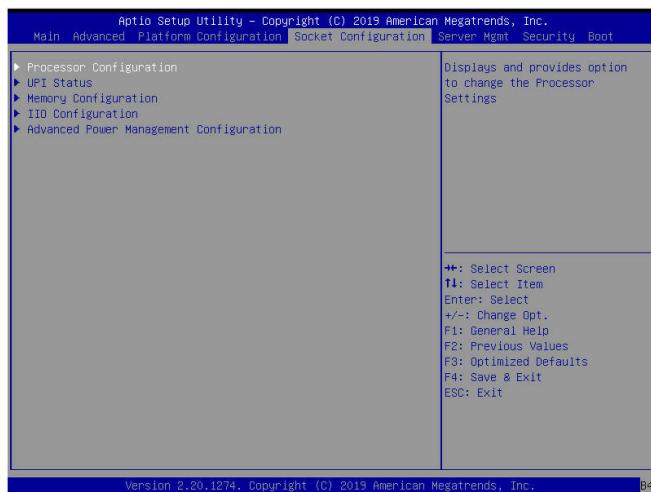 Aptio Setup Utility – Copyright (C) 2019 American Megatrends, Inc.
Main Advanced Platform Configuration Socket Configuration Server Mgmt Security Boot
Processor Configuration
UPI Status
Memory Configuration
IIO Configuration
Advanced Power Management Configuration
Displays and provides option
to change the Processor
Settings
→←: Select Screen
↑↓: Select Item
Enter: Select
+/-: Change Opt.
F1: General Help
F2: Previous Values
F3: Optimized Defaults
F4: Save & Exit
ESC: Exit
Version 2.20.1274. Copyright (C) 2019 American Megatrends, Inc.
B4